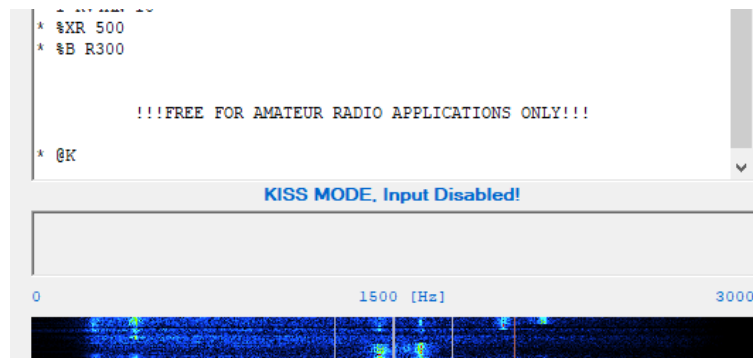 * %XR 500
* %B R300
!!!FREE FOR AMATEUR RADIO APPLICATIONS ONLY!!!
* @K
KISS MODE, Input Disabled!
0 1500 [Hz] 3000